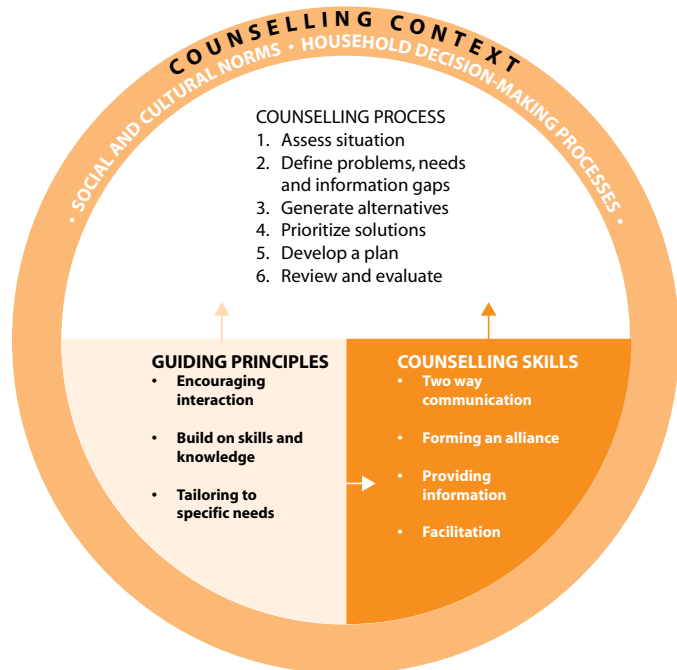 COUNSELLING CONTEXT
• SOCIAL AND CULTURAL NORMS • HOUSEHOLD DECISION-MAKING PROCESSES •
COUNSELLING PROCESS
1. Assess situation
2. Define problems, needs
and information gaps
3. Generate alternatives
4. Prioritize solutions
5. Develop a plan
6. Review and evaluate
GUIDING PRINCIPLES
• Encouraging
interaction
• Build on skills and
knowledge
• Tailoring to
specific needs
COUNSELLING SKILLS
• Two way
communication
• Forming an alliance
• Providing
information
• Facilitation